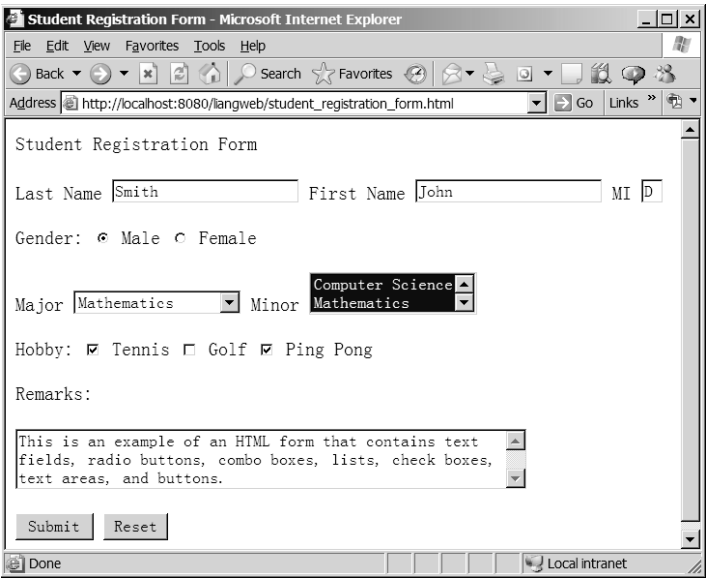 Student Registration Form - Microsoft Internet Explorer
File Edit View Favorites Tools Help
Back Search Favorites
Address http://localhost:8080/liangweb/student_registration_form.html Go Links »
Student Registration Form
Last Name Smith First Name John MI D
Gender: Male Female
Computer Science
Major Mathematics Minor Mathematics
Hobby: Tennis Golf Ping Pong
Remarks:
This is an example of an HTML form that contains text
fields, radio buttons, combo boxes, lists, check boxes,
text areas, and buttons.
Submit Reset
Done Local intranet